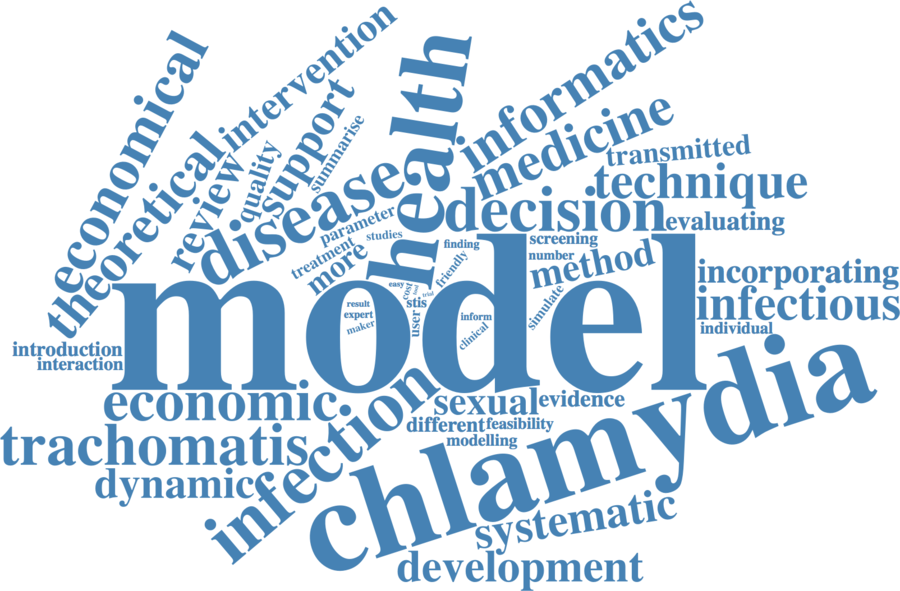 economical
theoretical
intervention
review
quality
support
summarise
disease
health
informatics
medicine
transmitted
technique
decision
evaluating
parameter
studies
treatment
more
finding
friendly
screening
number
method
incorporating
infectious
individual
model
easy
cost
trial
stis
user
result
expert
maker
inform
clinical
simulate
introduction
interaction
economic
trachomatis
dynamic
infection
sexual
evidence
different
feasibility
modelling
chlamydia
systematic
development